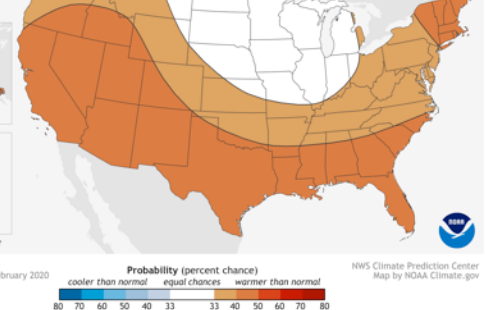 NOAA
bruary 2020
Probability (percent chance)
cooler than normal equal chances warmer than normal
80 70 60 50 40 33 33 40 50 60 70 80
NWS Climate Prediction Center
Map by NOAA Climate.gov